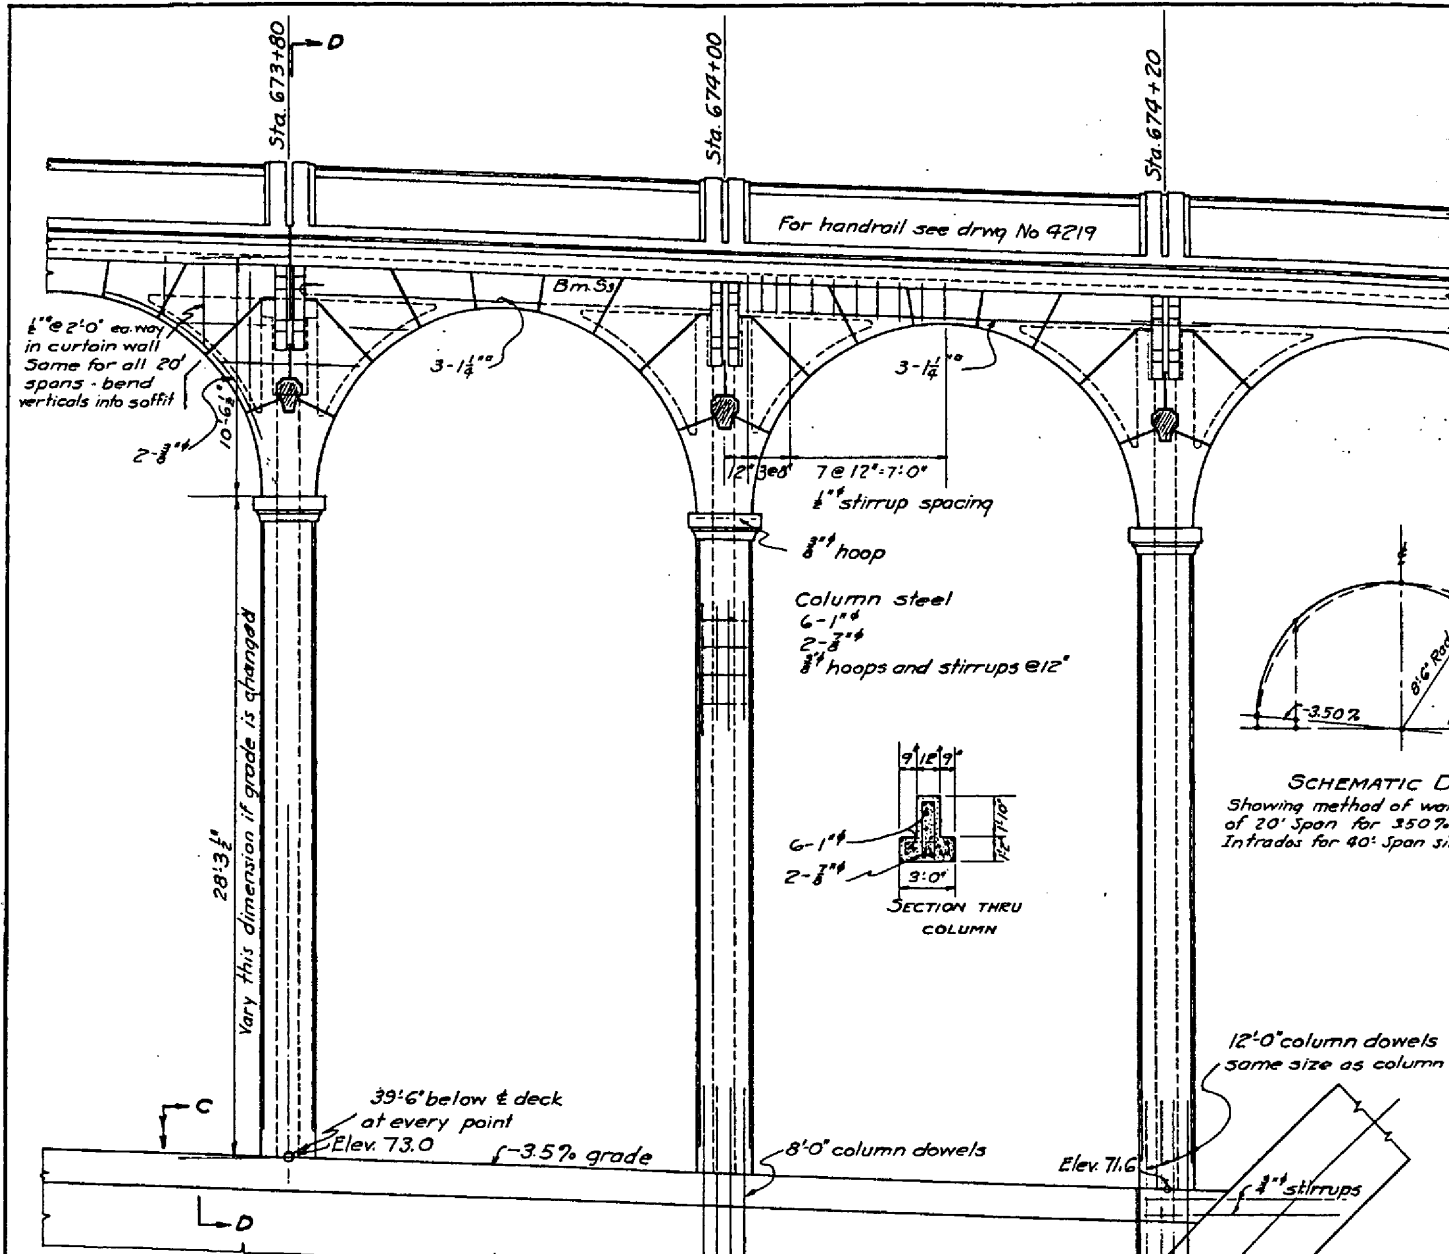 Sta. 673+80
D
Sta. 674+00
Sta. 674+20
For handrail see drwg No 4219
Bm. S3
½"φ @ 2'-0" ea. way
in curtain wall
Same for all 20'
spans - bend
verticals into soffit
2-⅜"φ
10'-6½"
3-1¼"
3-1¼"
12" 3@8" 7@12"=7'-0"
½"φ stirrup spacing
⅜"φ hoop
Column steel
6-1"φ
2-⅞"φ
⅜"φ hoops and stirrups @12"
28'-3½"
Vary this dimension if grade is changed
9" 12" 9"
6-1"φ
2-⅞"φ
1'-10"
3'-0"
SECTION THRU
COLUMN
℄
8'-6" Rad
-3.50%
SCHEMATIC D
Showing method of wa
of 20' Span for 3.50%
Intrados for 40' Span si
12'-0" column dowels
same size as column
C
39'-6" below ℄ deck
at every point
Elev. 73.0
-3.5% grade
8'-0" column dowels
Elev. 71.6
¾"φ stirrups
D